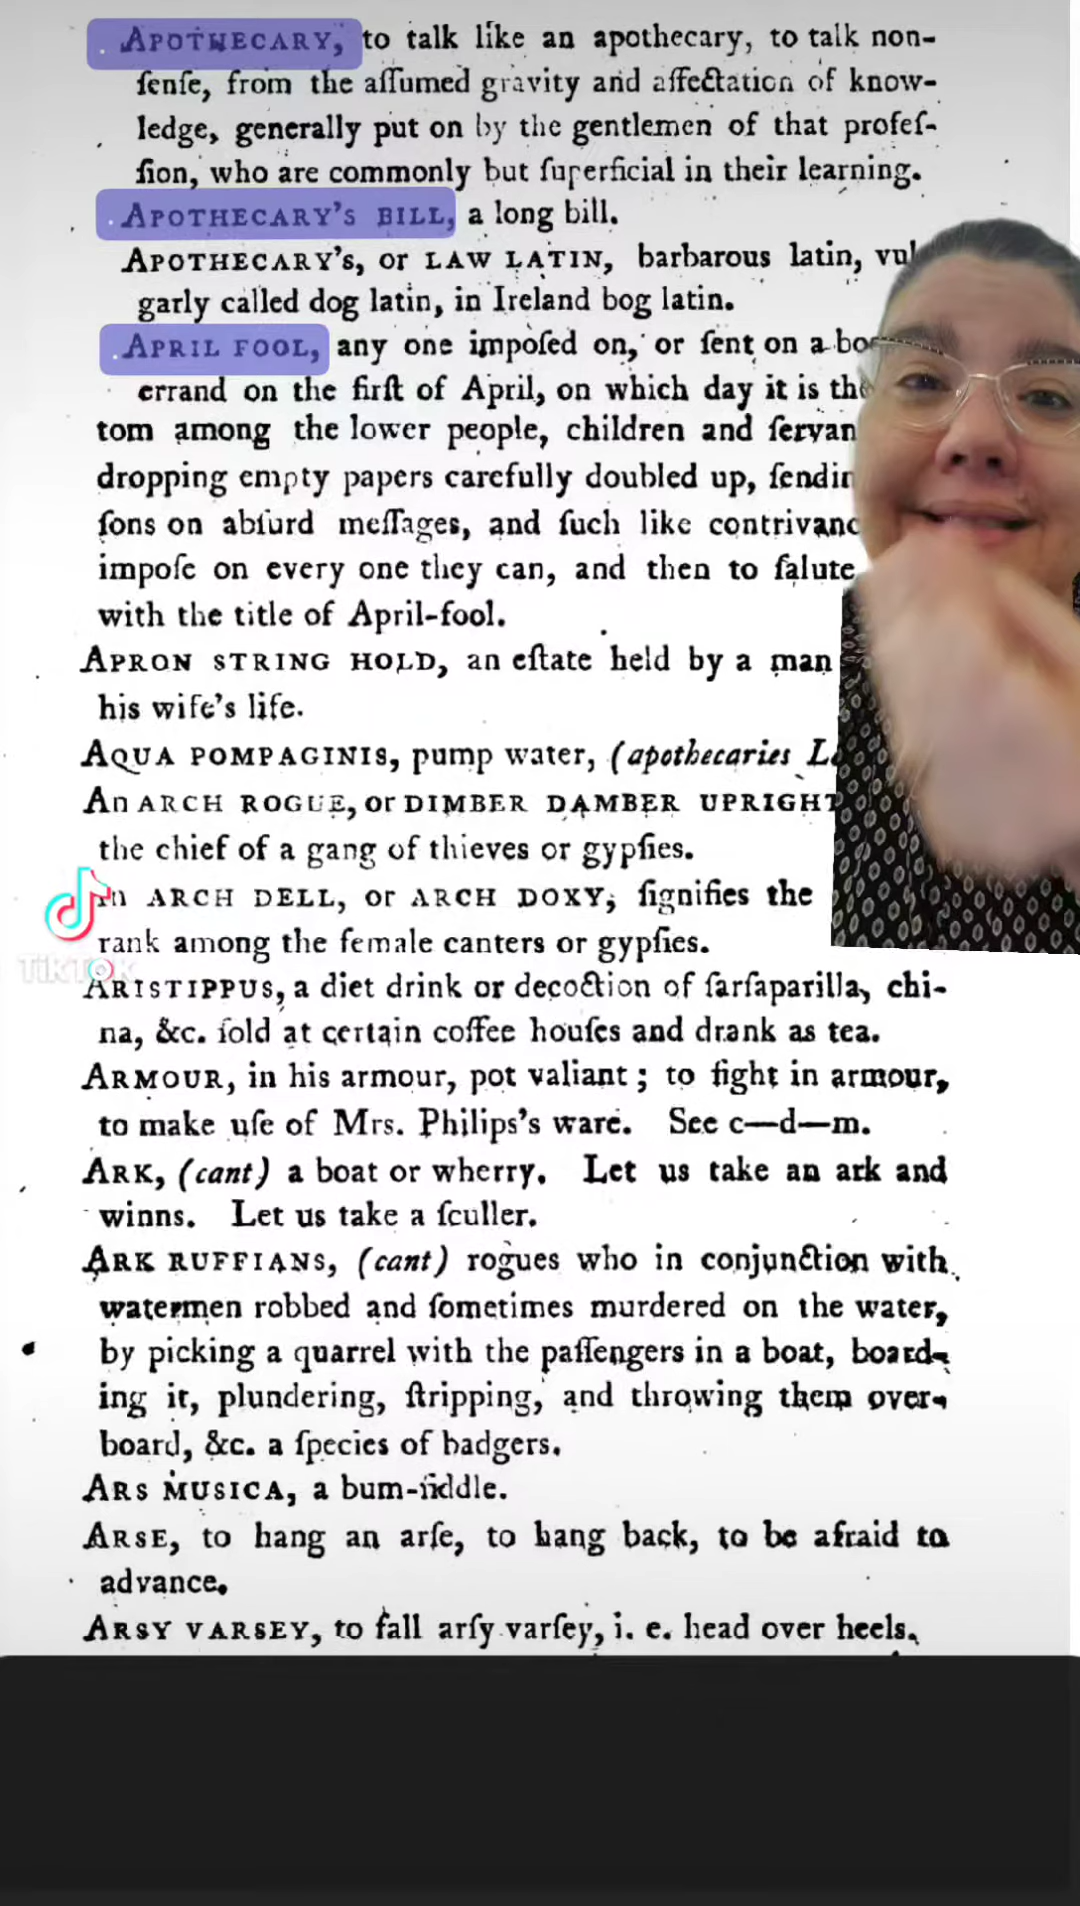 APOTHECARY, to talk like an apothecary, to talk non-
ſenſe, from the aſſumed gravity and affectation of know-
ledge, generally put on by the gentlemen of that profeſ-
ſion, who are commonly but ſuperficial in their learning.
APOTHECARY'S BILL, a long bill.
APOTHECARY'S, or LAW LATIN, barbarous latin, vul
garly called dog latin, in Ireland bog latin.
APRIL FOOL, any one impoſed on, or ſent on a
errand on the firſt of April, on which day it is
tom among the lower people, children and
dropping empty papers carefully doubled up,
ſons on abſurd meſſages, and ſuch like
impoſe on every one they can, and then to ſalute
with the title of April-fool.
APRON STRING HOLD, an eſtate held by a man
his wife's life.
AQUA POMPAGINIS, pump water, (apothecaries
An ARCH ROGUE, or DIMBER DAMBER UPRIGHT
the chief of a gang of thieves or gypſies.
ARCH DELL, or ARCH DOXY, ſignifies the
rank among the female canters or gypſies.
TikTok
ARISTIPPUS, a diet drink or decoction of ſarſaparilla, chi-
na, &c. ſold at certain coffee houſes and drank as tea.
ARMOUR, in his armour, pot valiant; to fight in armour,
to make uſe of Mrs. Philips's ware. See c—d—m.
ARK, (cant) a boat or wherry. Let us take an ark and
winns. Let us take a ſculler.
ARK RUFFIANS, (cant) rogues who in conjunction with
watermen robbed and ſometimes murdered on the water,
by picking a quarrel with the paſſengers in a boat, board-
ing it, plundering, ſtripping, and throwing them over-
board, &c. a ſpecies of badgers.
ARS MUSICA, a bum-fiddle.
ARSE, to hang an arſe, to hang back, to be afraid to
advance.
ARSY VARSEY, to fall arſy varſey, i. e. head over heels.